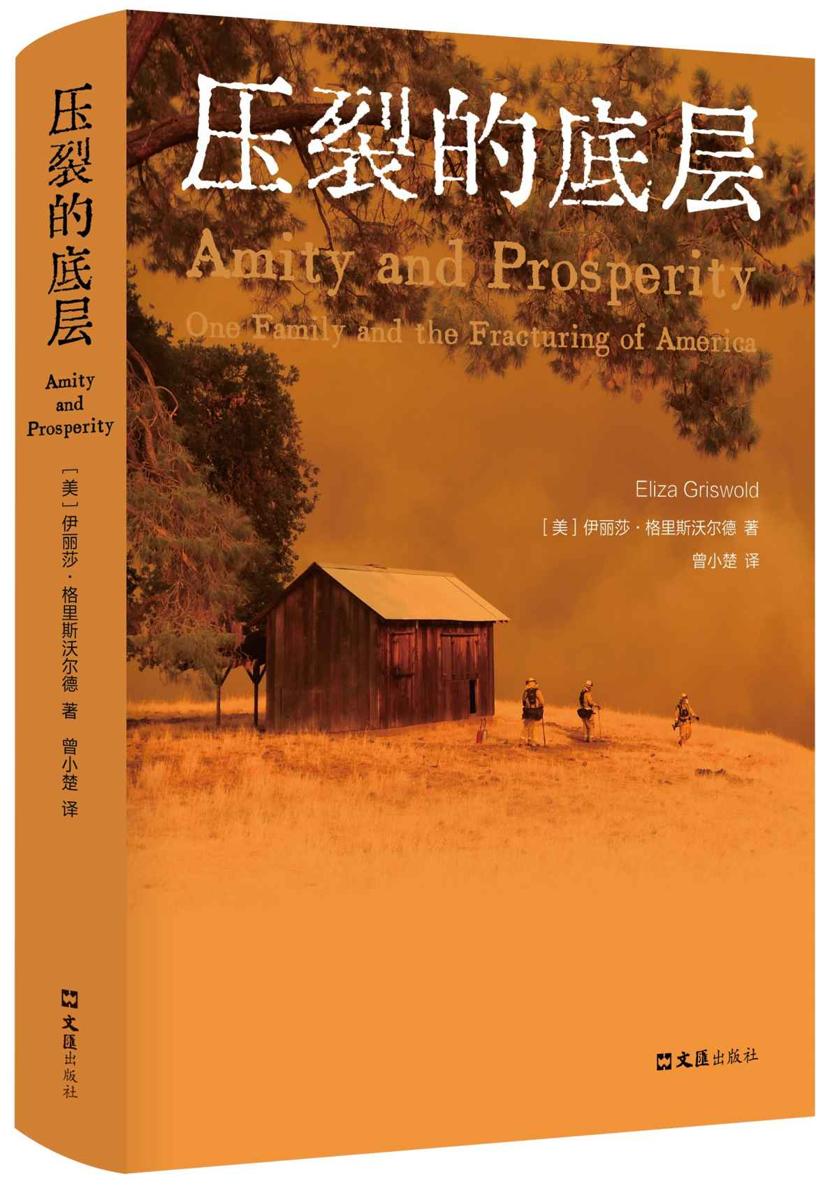 压裂的底层
Amity and Prosperity
One Family and the Fracturing of America
Eliza Griswold
[美]伊丽莎·格里斯沃尔德 著
曾小楚 译
文匯出版社
压裂的底层
Amity
and
Prosperity
[美]伊丽莎·格里斯沃尔德 著
曾小楚 译
文匯出版社